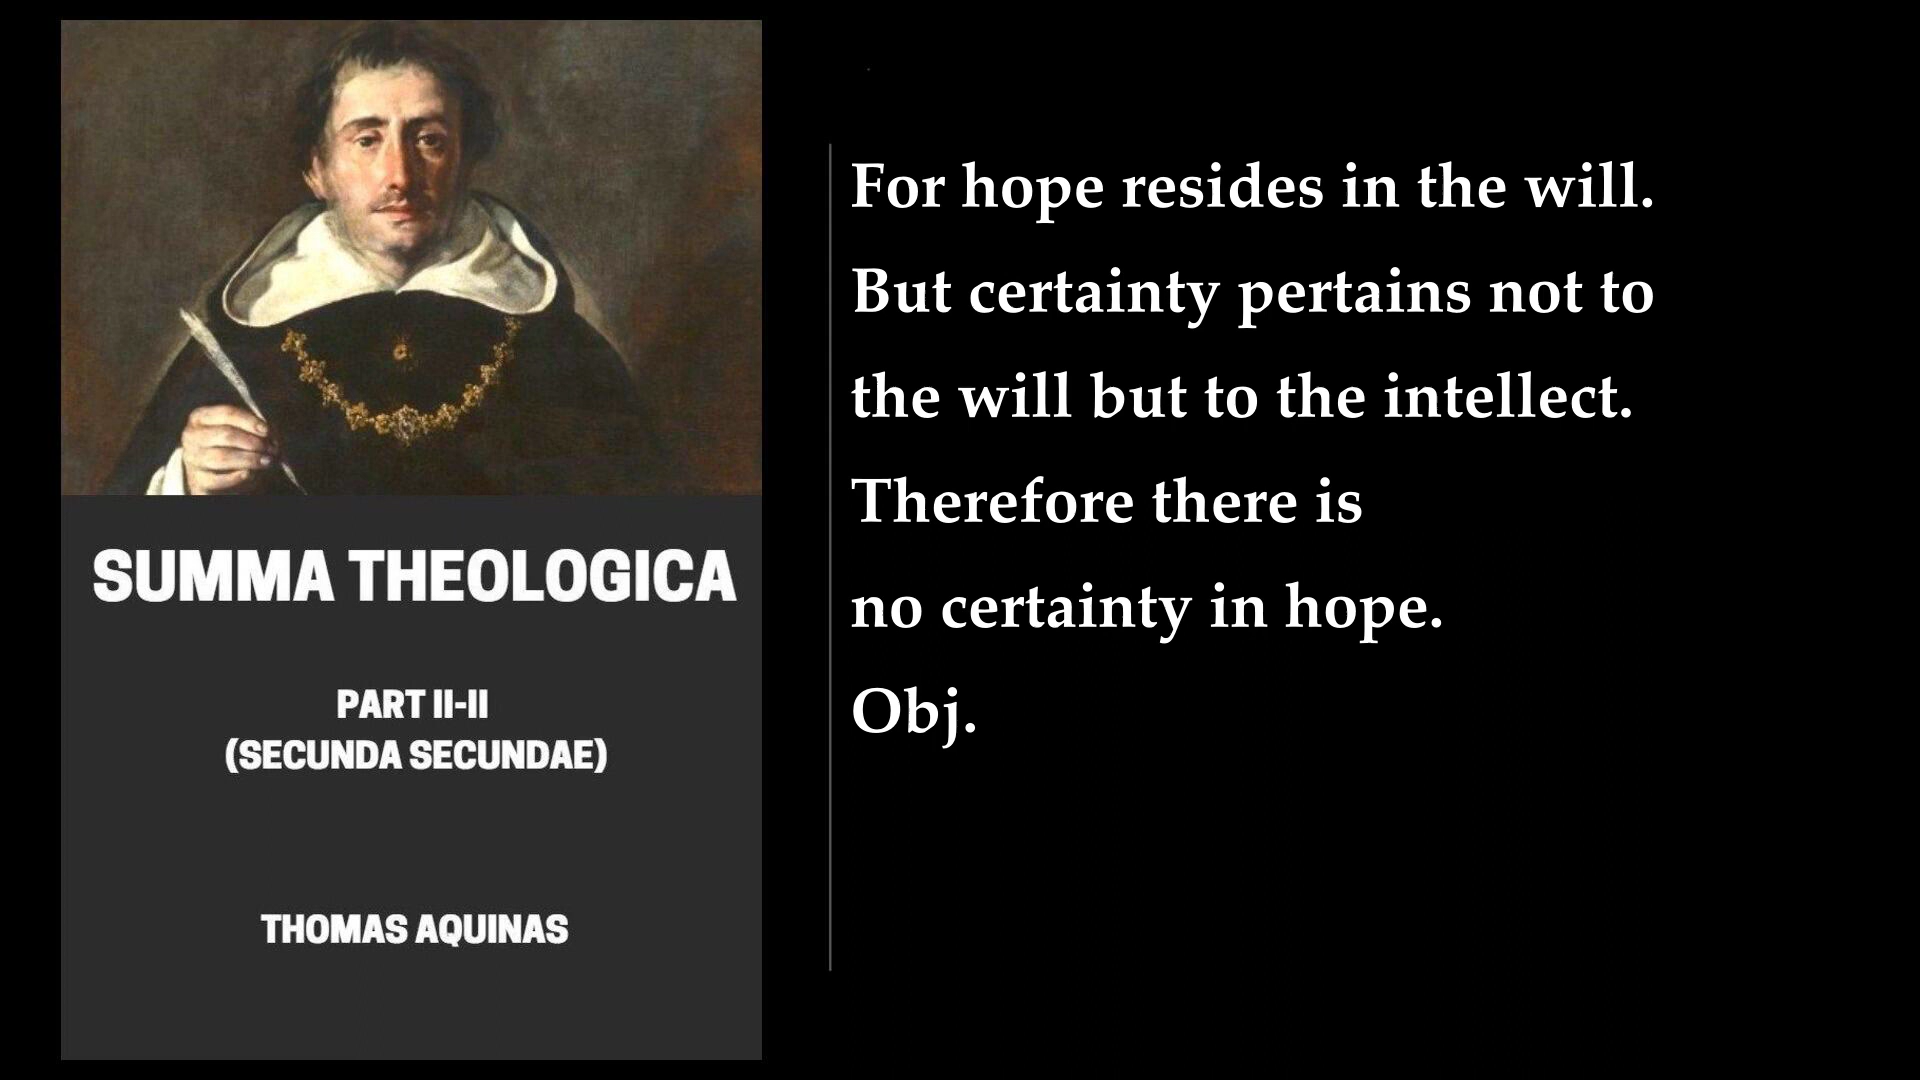 SUMMA THEOLOGICA
PART II-II
(SECUNDA SECUNDAE)
THOMAS AQUINAS
For hope resides in the will.
But certainty pertains not to
the will but to the intellect.
Therefore there is
no certainty in hope.
Obj.